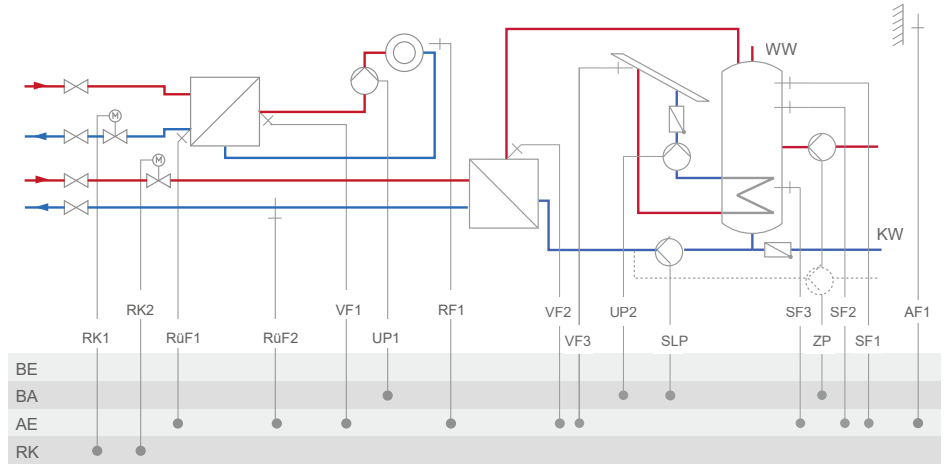 WW
M
M
KW
RK2 VF1 RF1 VF2 UP2 SF3 SF2 AF1
RK1 RüF1 RüF2 UP1 VF3 SLP ZP SF1
BE
BA
AE
RK